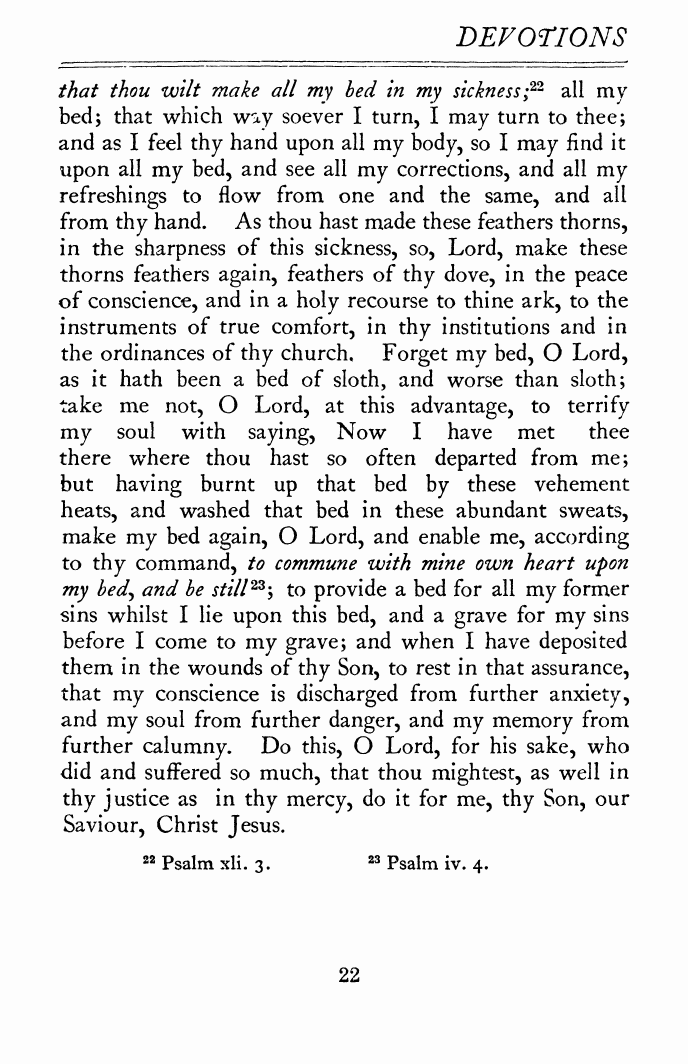 DEVOTIONS
that thou wilt make all my bed in my sickness;22 all my
bed; that which way soever I turn, I may turn to thee;
and as I feel thy hand upon all my body, so I may find it
upon all my bed, and see all my corrections, and all my
refreshings to flow from one and the same, and all
from thy hand. As thou hast made these feathers thorns,
in the sharpness of this sickness, so, Lord, make these
thorns feathers again, feathers of thy dove, in the peace
of conscience, and in a holy recourse to thine ark, to the
instruments of true comfort, in thy institutions and in
the ordinances of thy church. Forget my bed, O Lord,
as it hath been a bed of sloth, and worse than sloth;
take me not, O Lord, at this advantage, to terrify
my soul with saying, Now I have met thee
there where thou hast so often departed from me;
but having burnt up that bed by these vehement
heats, and washed that bed in these abundant sweats,
make my bed again, O Lord, and enable me, according
to thy command, to commune with mine own heart upon
my bed, and be still23; to provide a bed for all my former
sins whilst I lie upon this bed, and a grave for my sins
before I come to my grave; and when I have deposited
them in the wounds of thy Son, to rest in that assurance,
that my conscience is discharged from further anxiety,
and my soul from further danger, and my memory from
further calumny. Do this, O Lord, for his sake, who
did and suffered so much, that thou mightest, as well in
thy justice as in thy mercy, do it for me, thy Son, our
Saviour, Christ Jesus.
22 Psalm xli. 3. 23 Psalm iv. 4.
22